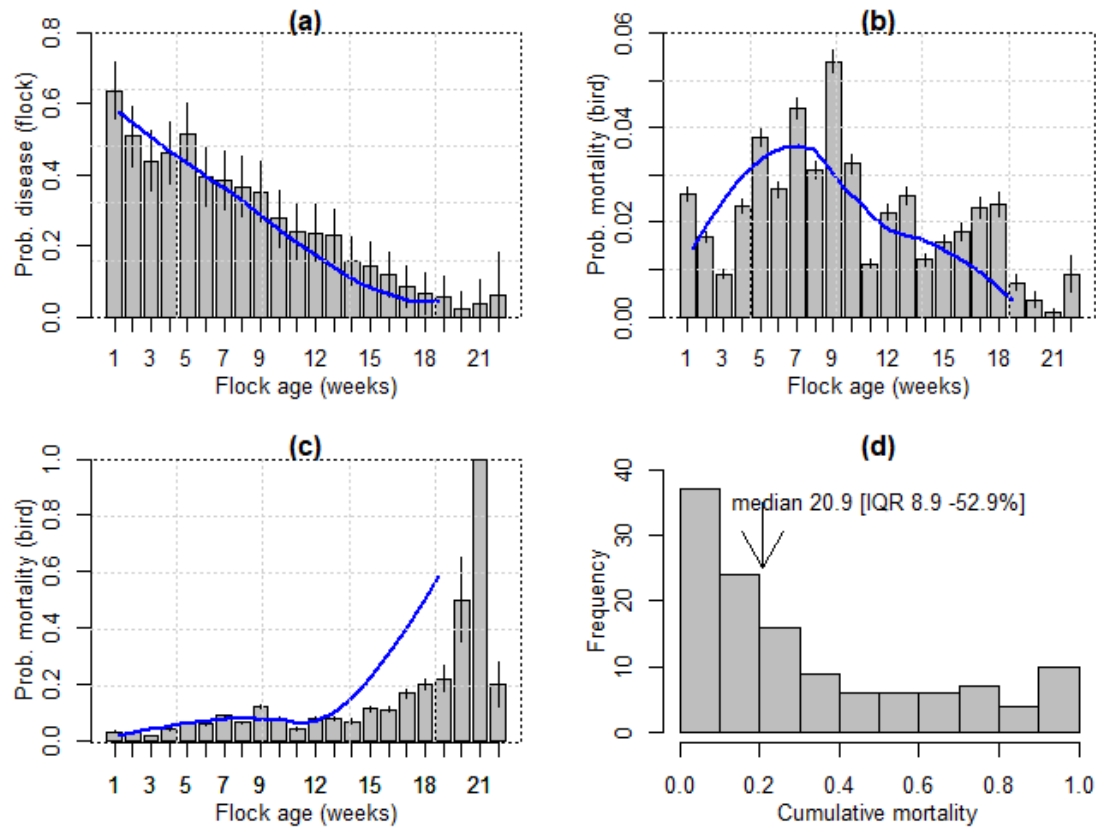 (a)
Prob. disease (flock)
0.0 0.2 0.4 0.6 0.8
1 3 5 7 9 12 15 18 21
Flock age (weeks)
(b)
Prob. mortality (bird)
0.00 0.02 0.04 0.06
1 3 5 7 9 12 15 18 21
Flock age (weeks)
(c)
Prob. mortality (bird)
0.0 0.2 0.4 0.6 0.8 1.0
1 3 5 7 9 12 15 18 21
Flock age (weeks)
(d)
median 20.9 [IQR 8.9 -52.9%]
Frequency
0 10 20 30 40
0.0 0.2 0.4 0.6 0.8 1.0
Cumulative mortality